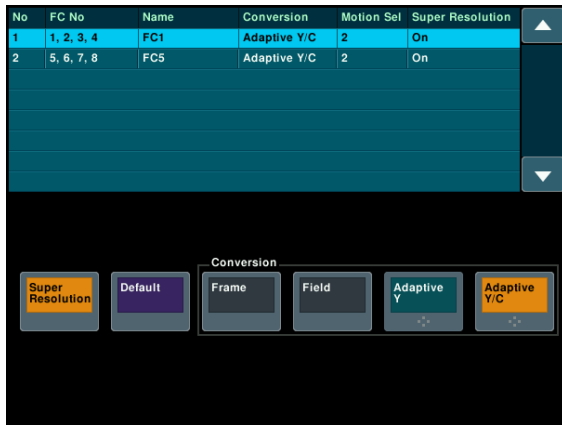 No FC No Name Conversion Motion Sel Super Resolution
1 1, 2, 3, 4 FC1 Adaptive Y/C 2 On
2 5, 6, 7, 8 FC5 Adaptive Y/C 2 On
Conversion
Super
Resolution
Default
Frame
Field
Adaptive
Y
Adaptive
Y/C